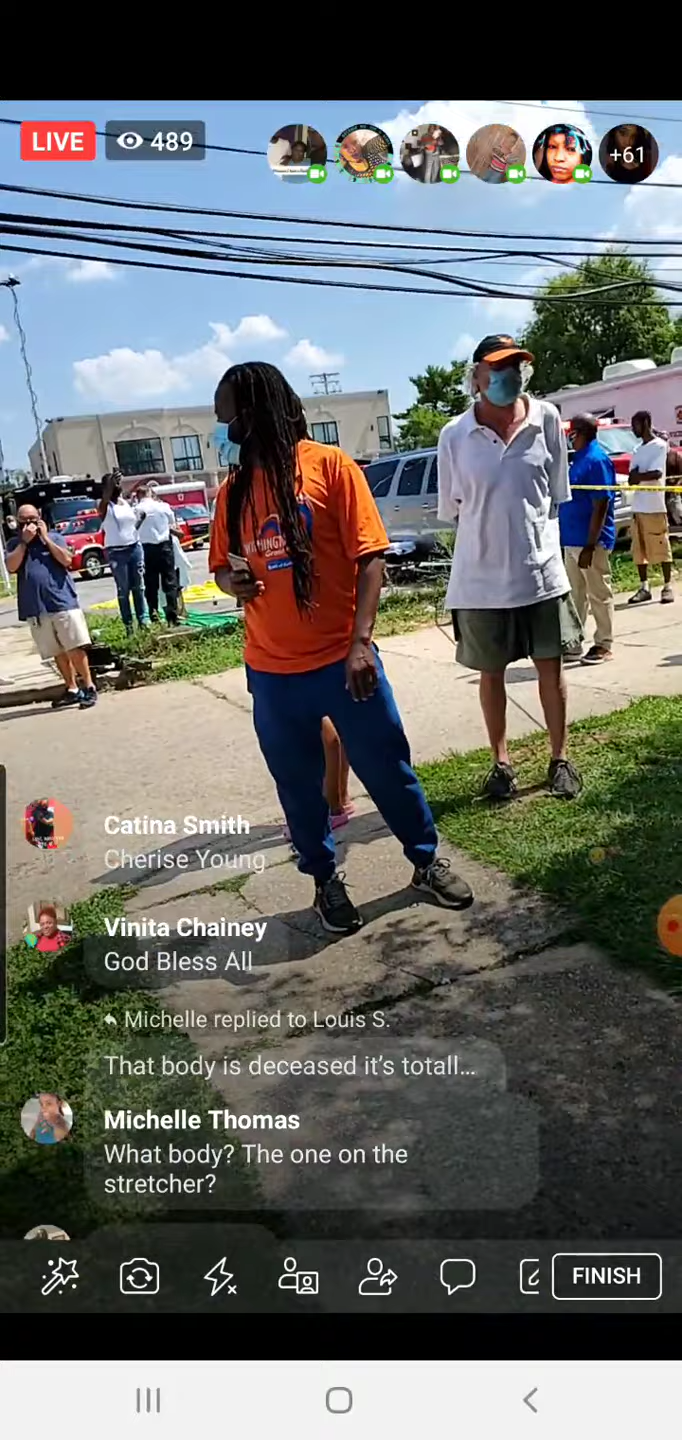 LIVE
489
+61
Catina Smith
Cherise Young
Vinita Chainey
God Bless All
Michelle replied to Louis S.
That body is deceased it's totall...
Michelle Thomas
What body? The one on the
stretcher?
FINISH